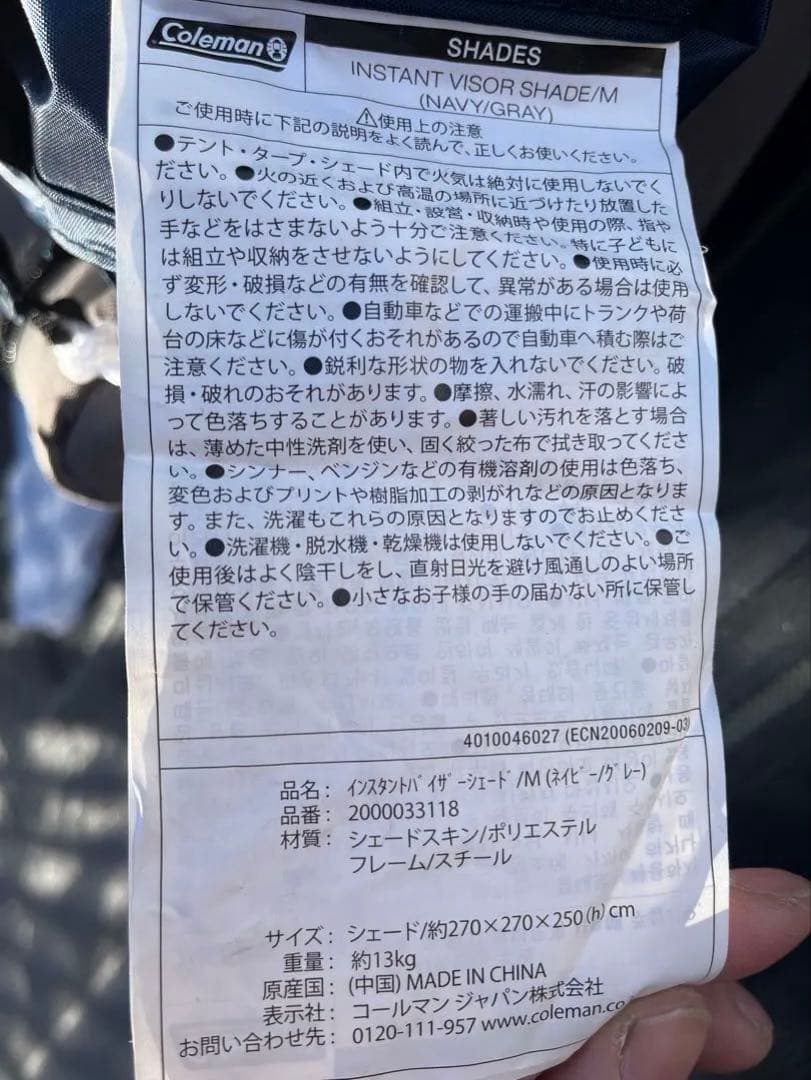 Coleman
SHADES
INSTANT VISOR SHADE/M
(NAVY/GRAY)
⚠使用上の注意
ご使用時に下記の説明をよく読んで、正しくお使いください。
●テント・タープ・シェード内で火気は絶対に使用しないでく
ださい。●火の近くおよび高温の場所に近づけたり放置した
りしないでください。●組立・設営・収納時や使用の際、指や
手などをはさまないよう十分ご注意ください。特に子どもに
は組立や収納をさせないようにしてください。●使用時に必
ず変形・破損などの有無を確認して、異常がある場合は使用
しないでください。●自動車などでの運搬中にトランクや荷
台の床などに傷が付くおそれがあるので自動車へ積む際はご
注意ください。●鋭利な形状の物を入れないでください。破
損・破れのおそれがあります。●摩擦、水濡れ、汗の影響によ
って色落ちすることがあります。●著しい汚れを落とす場合
は、薄めた中性洗剤を使い、固く絞った布で拭き取ってくださ
い。●シンナー、ベンジンなどの有機溶剤の使用は色落ち、
変色およびプリントや樹脂加工の剥がれなどの原因となりま
す。また、洗濯もこれらの原因となりますのでお止めくださ
い。●洗濯機・脱水機・乾燥機は使用しないでください。●ご
使用後はよく陰干しをし、直射日光を避け風通しのよい場所
で保管ください。●小さなお子様の手の届かない所に保管し
てください。
4010046027 (ECN20060209-03)
品名： ｲﾝｽﾀﾝﾄﾊﾞｲｻﾞｰｼｪｰﾄﾞ/M (ﾈｲﾋﾞｰ/ｸﾞﾚｰ)
品番： 2000033118
材質： シェードスキン/ポリエステル
フレーム/スチール
サイズ： シェード/約270×270×250(h)cm
重量： 約13kg
原産国： (中国) MADE IN CHINA
表示社： コールマン ジャパン株式会社
お問い合わせ先： 0120-111-957 www.coleman.co